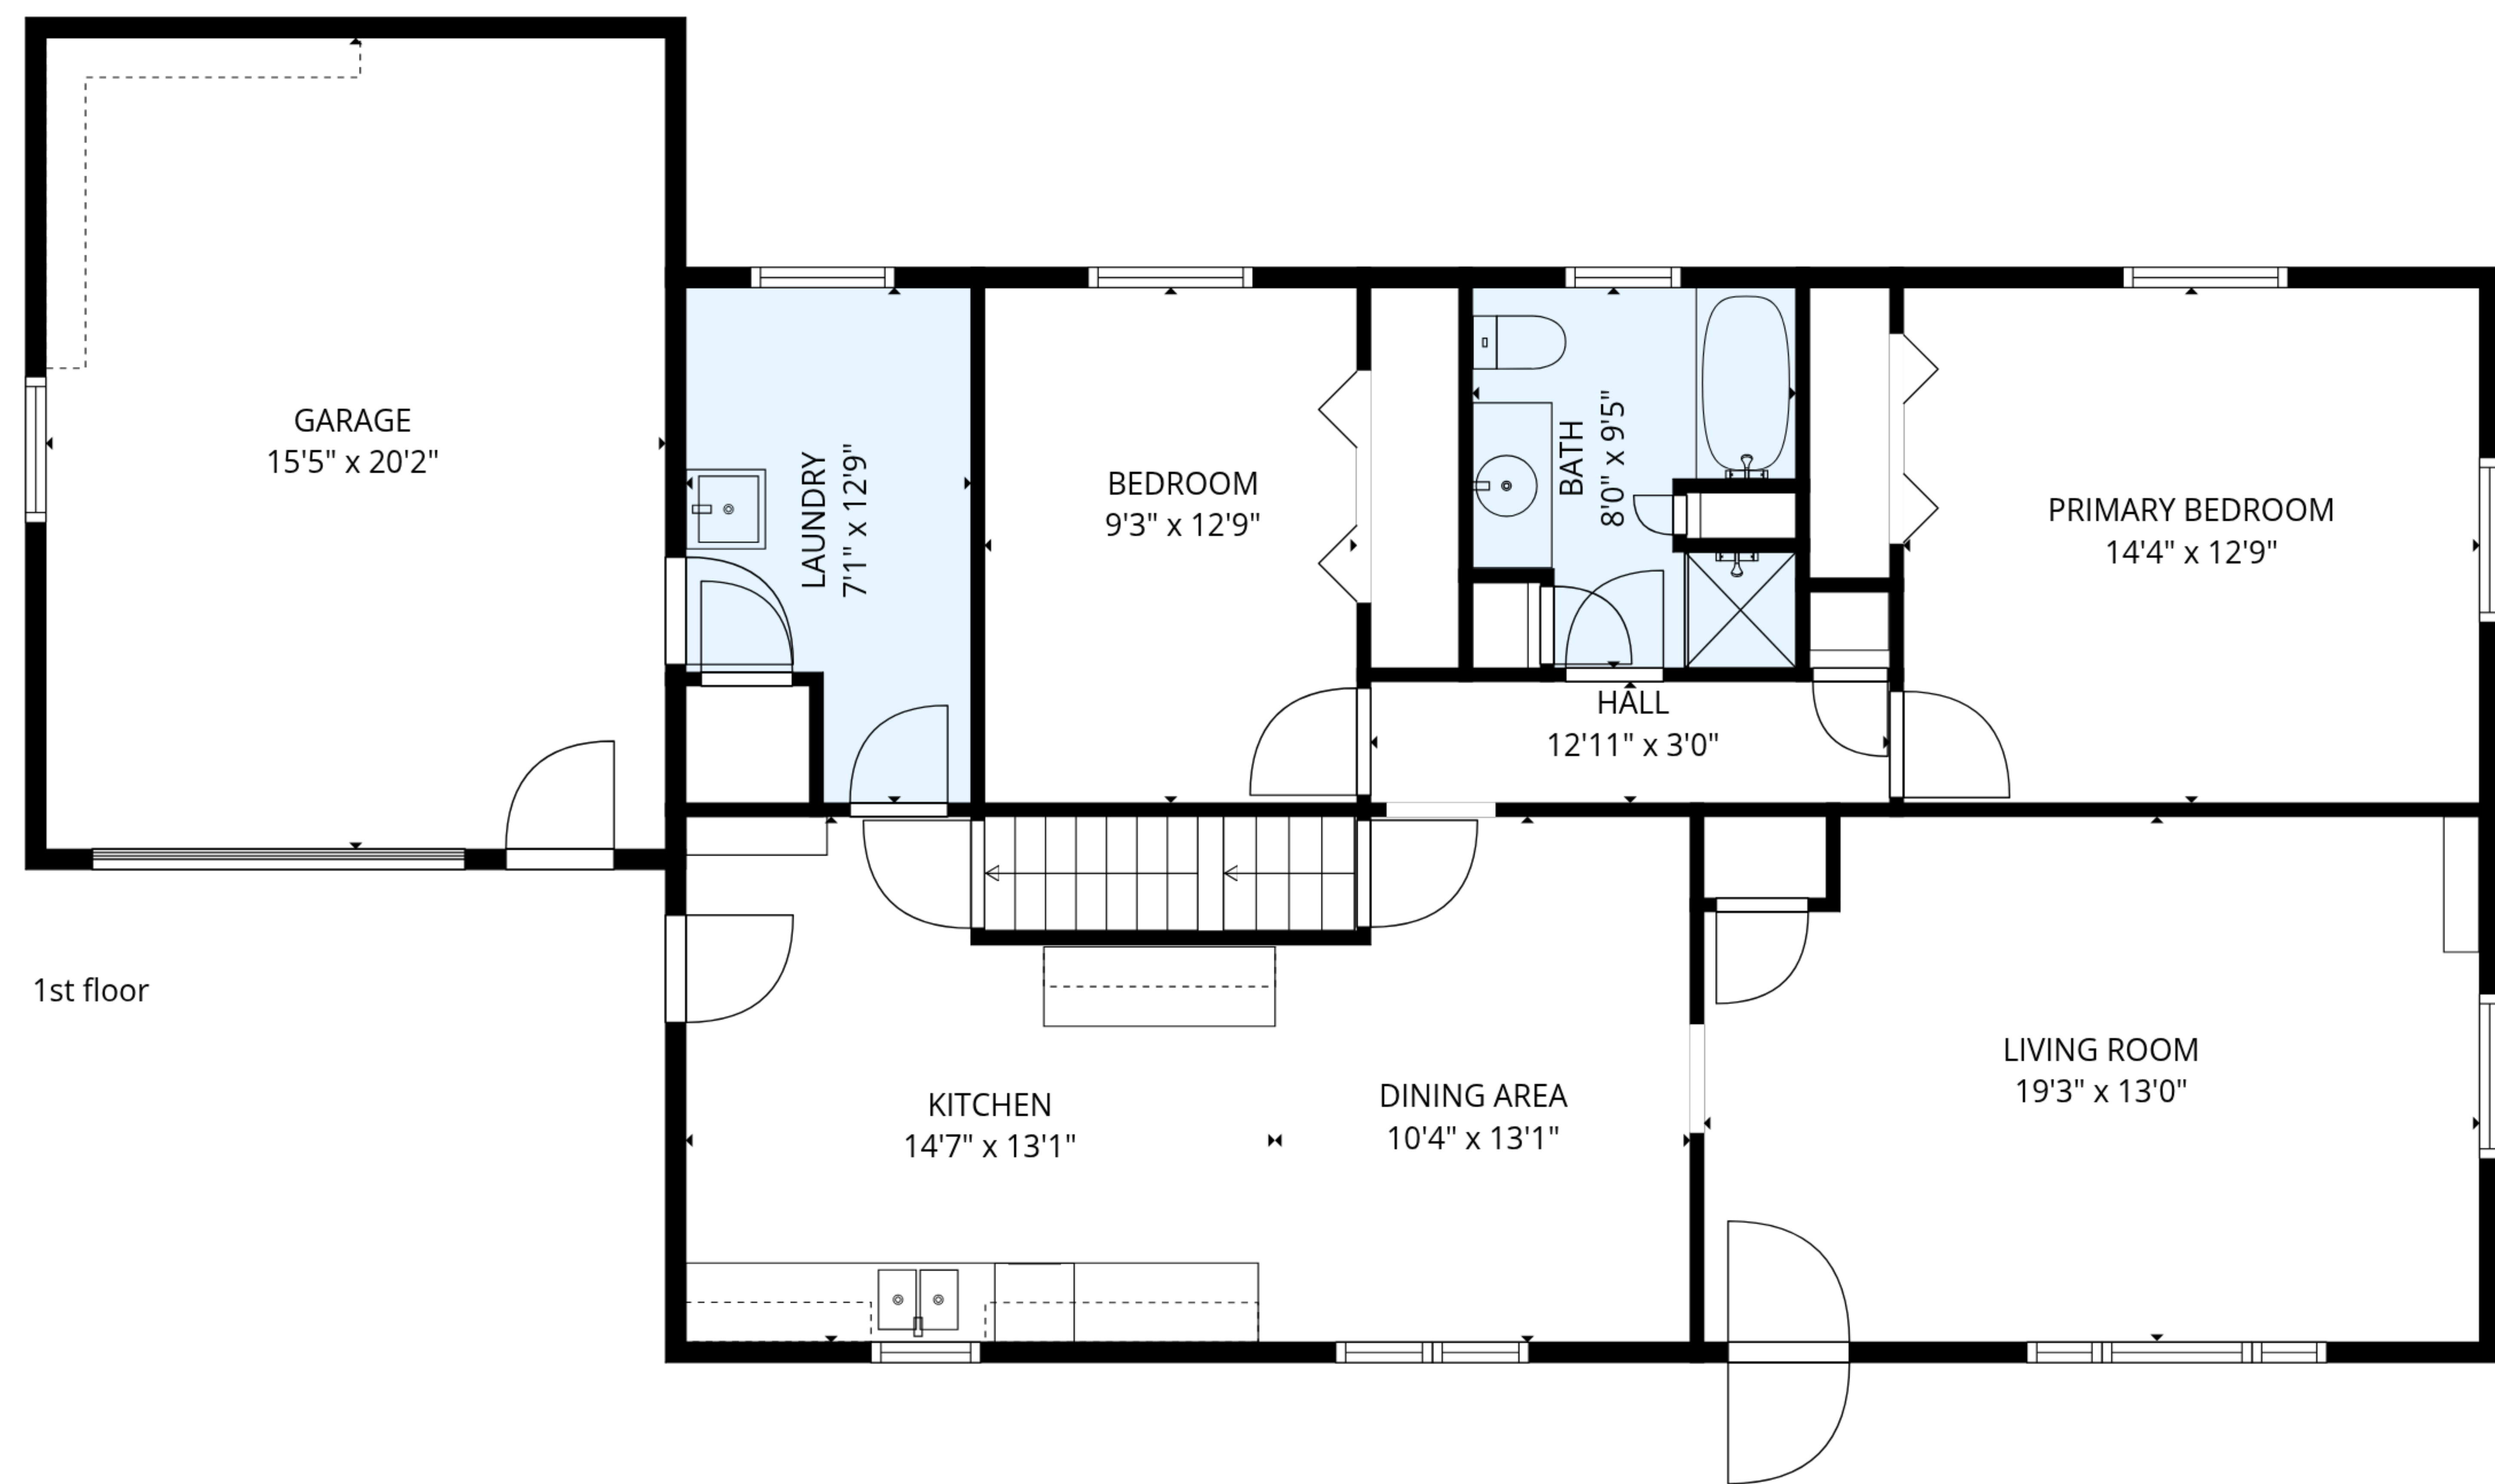 GARAGE
15'5" x 20'2"
LAUNDRY
7'1" x 12'9"
BEDROOM
9'3" x 12'9"
BATH
8'0" x 9'5"
PRIMARY BEDROOM
14'4" x 12'9"
HALL
12'11" x 3'0"
1st floor
KITCHEN
14'7" x 13'1"
DINING AREA
10'4" x 13'1"
LIVING ROOM
19'3" x 13'0"